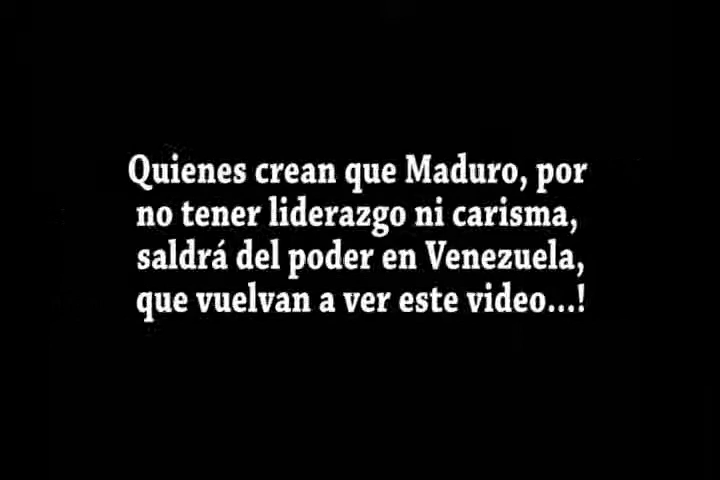 Quienes crean que Maduro, por
no tener liderazgo ni carisma,
saldrá del poder en Venezuela,
que vuelvan a ver este video...!